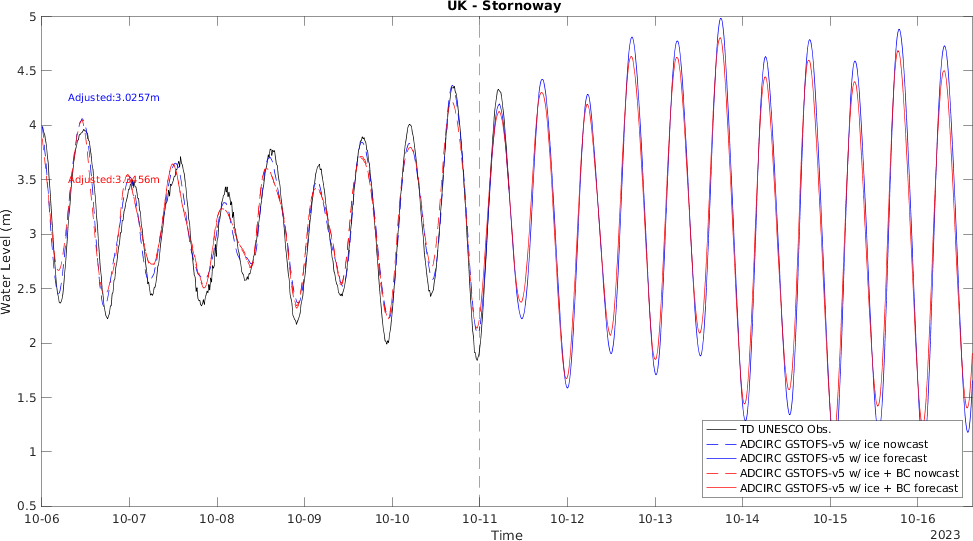 UK - Stornoway
5
4.5
4
3.5
3
2.5
2
1.5
1
0.5
Water Level (m)
Adjusted:3.0257m
TD UNESCO Obs.
ADCIRC GSTOFS-v5 w/ ice nowcast
ADCIRC GSTOFS-v5 w/ ice forecast
ADCIRC GSTOFS-v5 w/ ice + BC nowcast
ADCIRC GSTOFS-v5 w/ ice + BC forecast
10-06 10-07 10-08 10-09 10-10 10-11 10-12 10-13 10-14 10-15 10-16
Time
2023